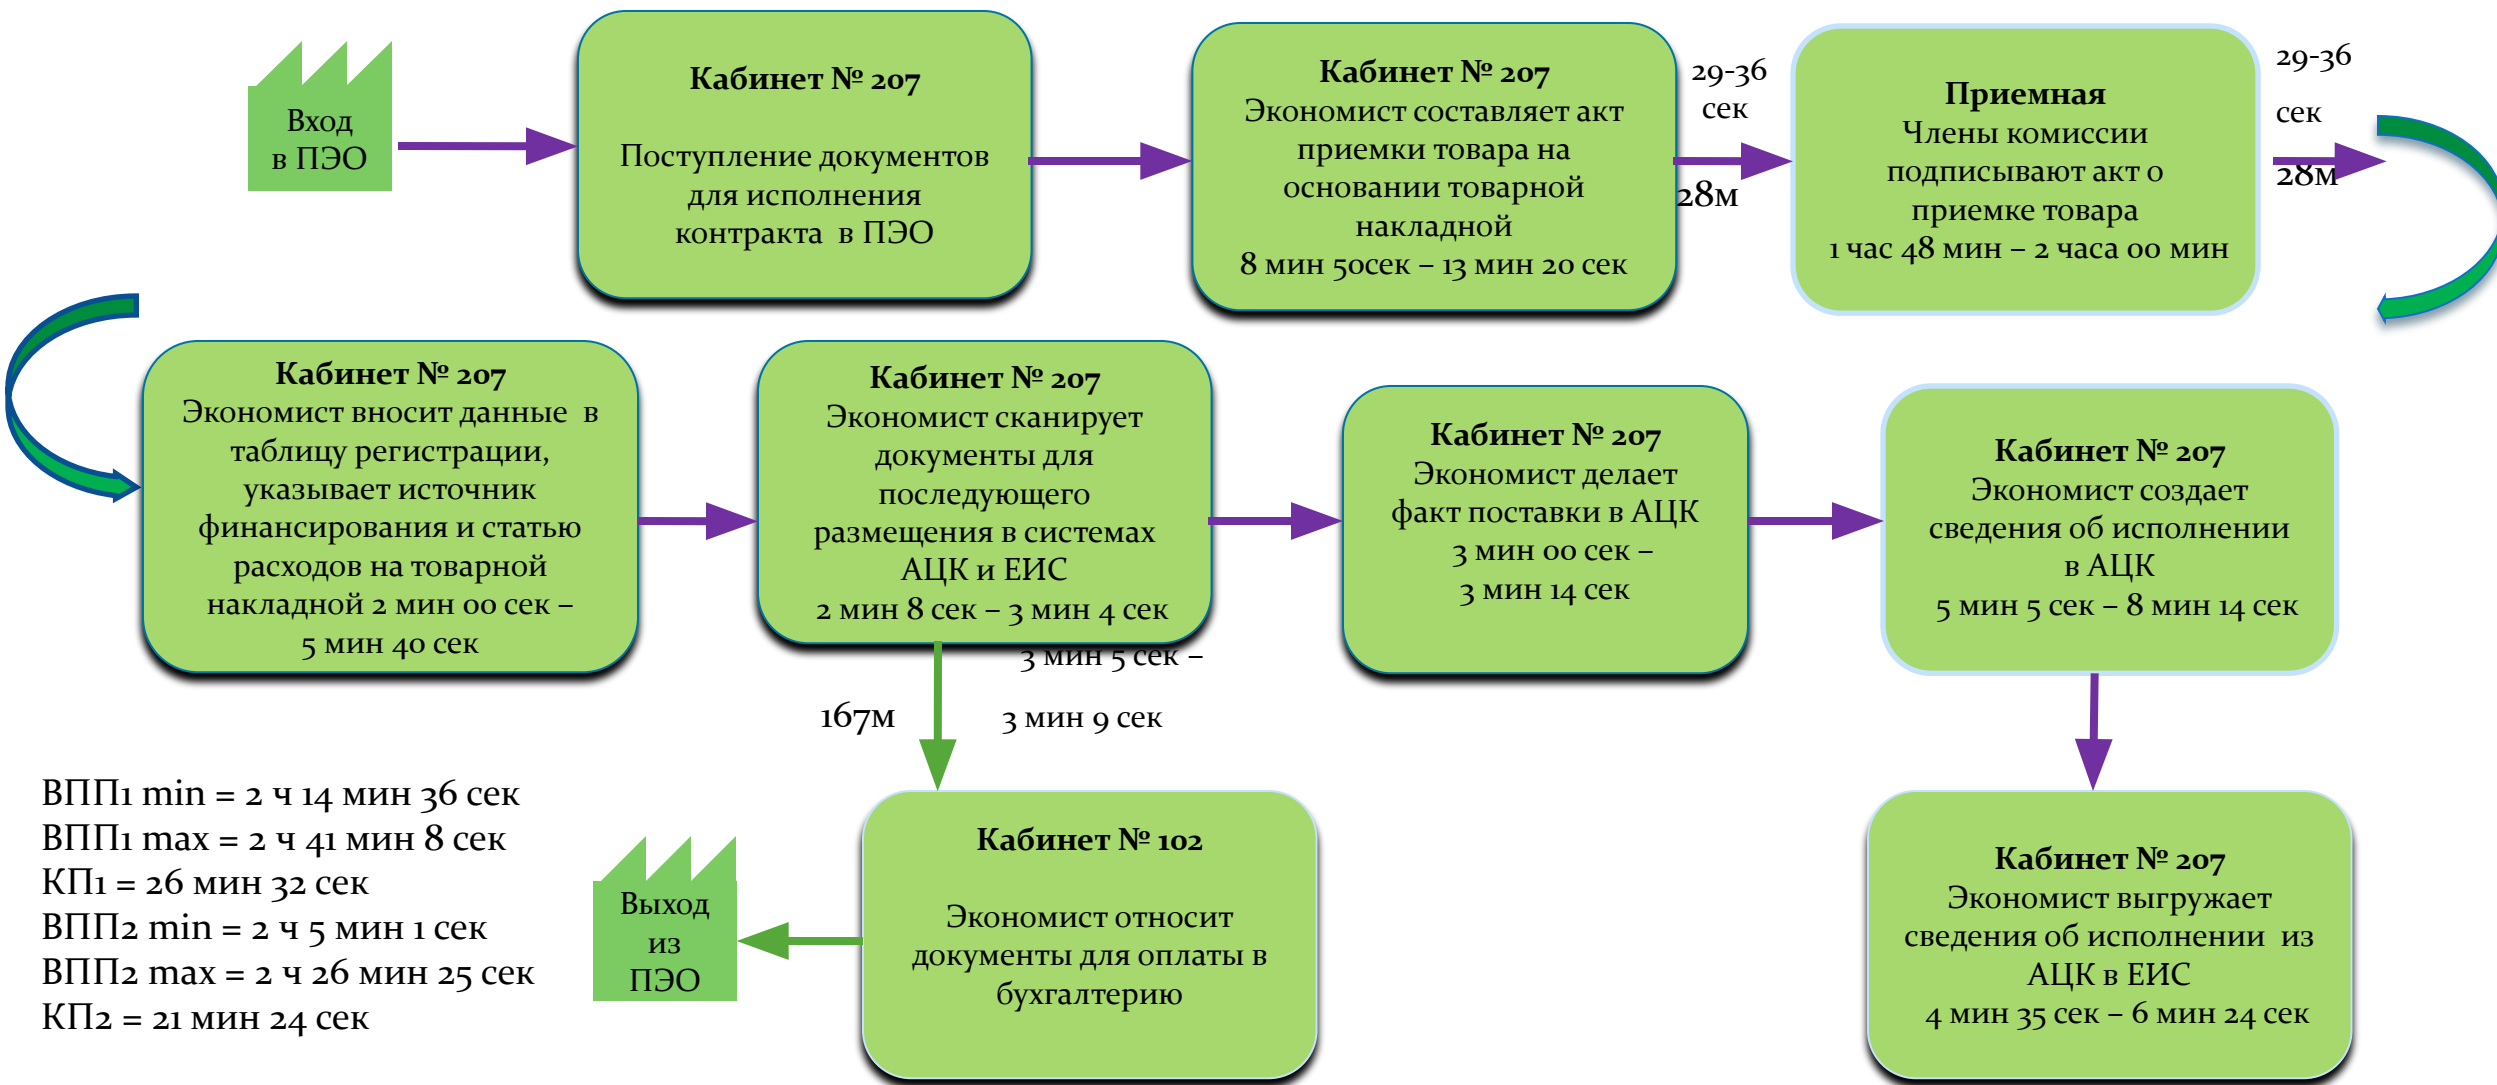 Вход
в ПЭО
Кабинет № 207
Поступление документов
для исполнения
контракта в ПЭО
Кабинет № 207
Экономист составляет акт
приемки товара на
основании товарной
накладной
8 мин 50сек – 13 мин 20 сек
29-36
сек
28м
Приемная
Члены комиссии
подписывают акт о
приемке товара
1 час 48 мин – 2 часа 00 мин
29-36
сек
28м
Кабинет № 207
Экономист вносит данные в
таблицу регистрации,
указывает источник
финансирования и статью
расходов на товарной
накладной 2 мин 00 сек –
5 мин 40 сек
Кабинет № 207
Экономист сканирует
документы для
последующего
размещения в системах
АЦК и ЕИС
2 мин 8 сек – 3 мин 4 сек
Кабинет № 207
Экономист делает
факт поставки в АЦК
3 мин 00 сек –
3 мин 14 сек
Кабинет № 207
Экономист создает
сведения об исполнении
в АЦК
5 мин 5 сек – 8 мин 14 сек
167м
3 мин 5 сек –
3 мин 9 сек
ВПП1 min = 2 ч 14 мин 36 сек
ВПП1 max = 2 ч 41 мин 8 сек
КП1 = 26 мин 32 сек
ВПП2 min = 2 ч 5 мин 1 сек
ВПП2 max = 2 ч 26 мин 25 сек
КП2 = 21 мин 24 сек
Выход
из
ПЭО
Кабинет № 102
Экономист относит
документы для оплаты в
бухгалтерию
Кабинет № 207
Экономист выгружает
сведения об исполнении из
АЦК в ЕИС
4 мин 35 сек – 6 мин 24 сек